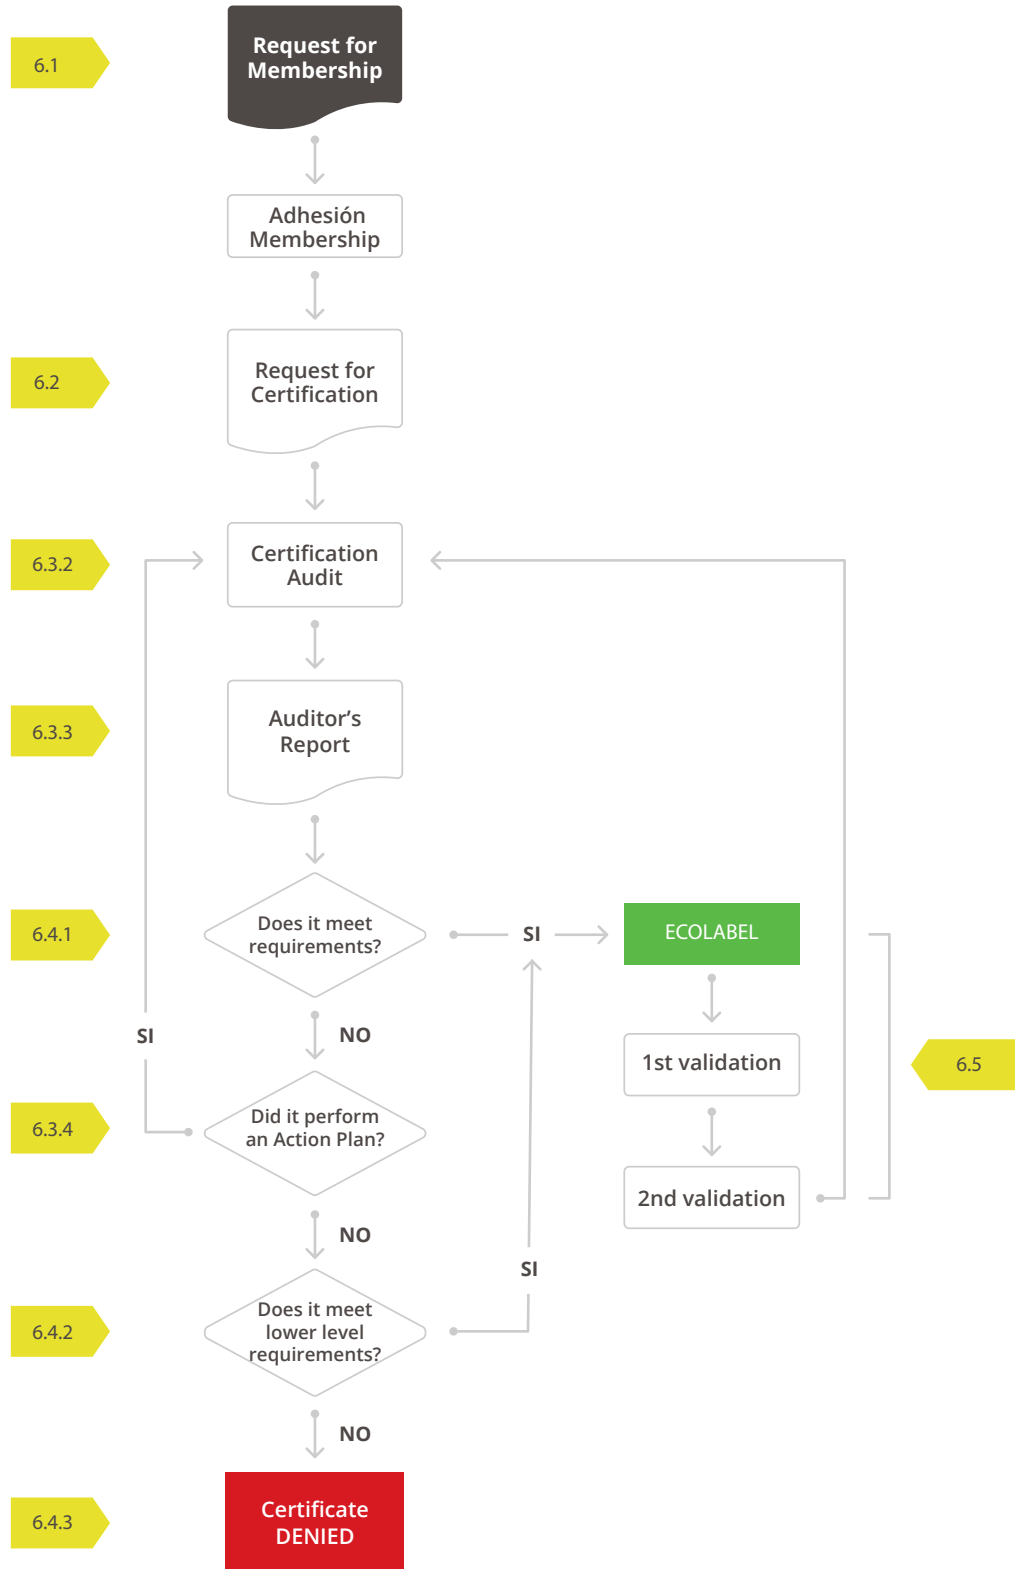 6.1
Request for
Membership
Adhesión
Membership
6.2
Request for
Certification
6.3.2
Certification
Audit
6.3.3
Auditor’s
Report
6.4.1
Does it meet
requirements?
SI
ECOLABEL
SI
NO
1st validation
6.5
6.3.4
Did it perform
an Action Plan?
2nd validation
NO
SI
6.4.2
Does it meet
lower level
requirements?
NO
6.4.3
Certificate
DENIED